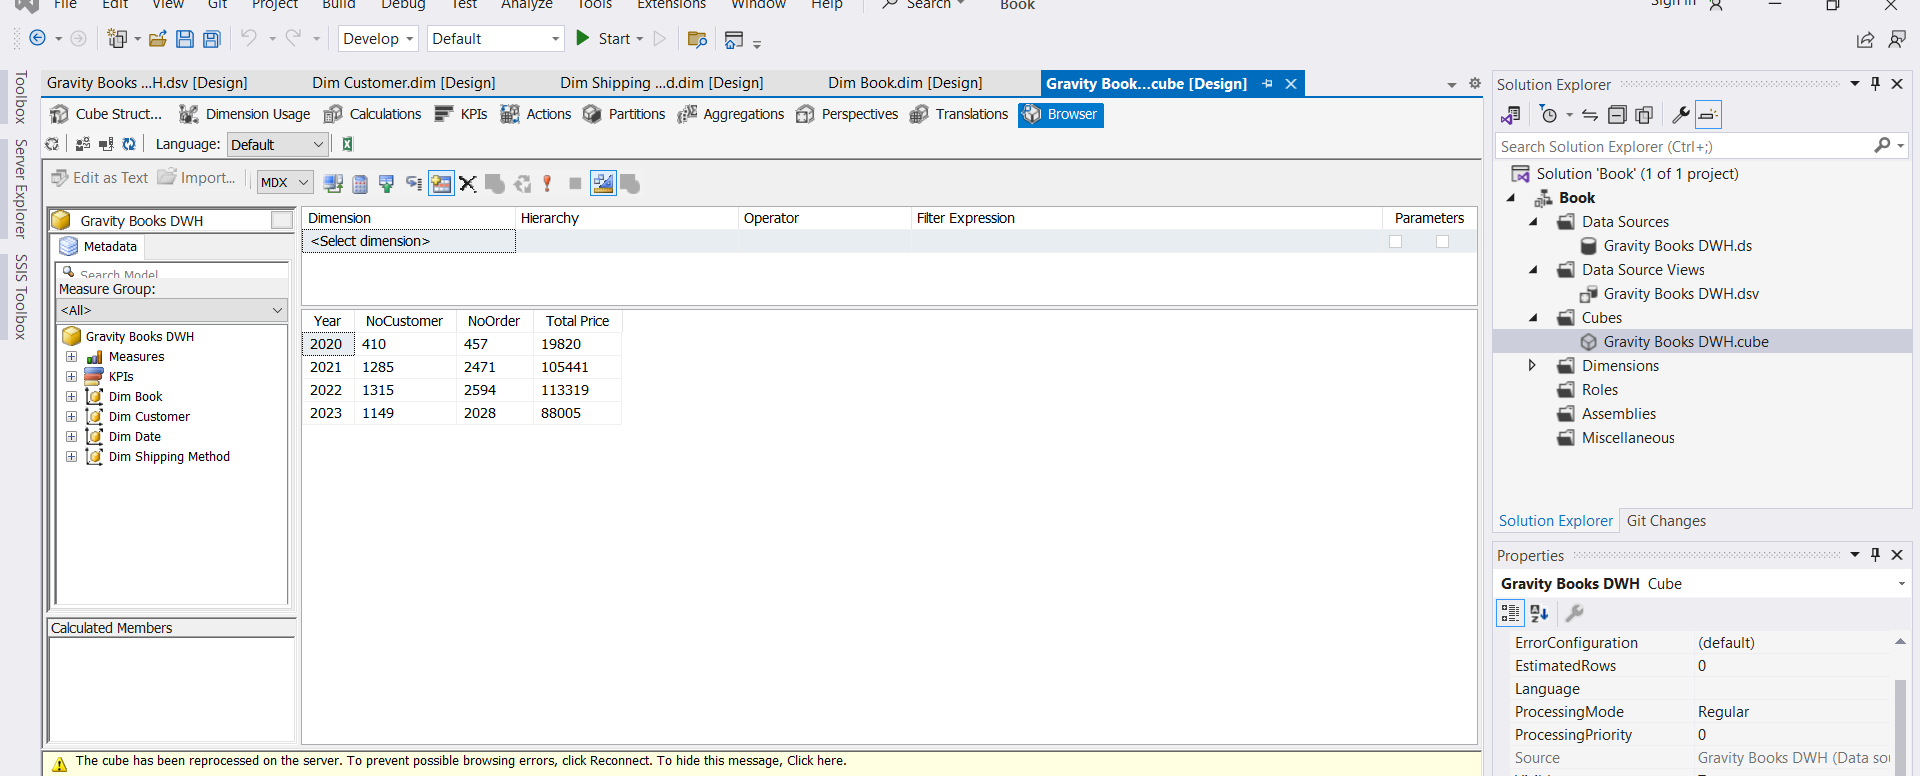 File Edit View Git Project Build Debug Test Analyze Tools Extensions Window Help Search Book Sign in
Develop Default Start
Toolbox
Server Explorer
SSIS Toolbox
Gravity Books ...H.dsv [Design] Dim Customer.dim [Design] Dim Shipping ...d.dim [Design] Dim Book.dim [Design] Gravity Book...cube [Design]
Cube Struct... Dimension Usage Calculations KPIs Actions Partitions Aggregations Perspectives Translations Browser
Language: Default
Edit as Text Import... MDX
Gravity Books DWH
Metadata
Search Model
Measure Group:
<All>
Gravity Books DWH
Measures
KPIs
Dim Book
Dim Customer
Dim Date
Dim Shipping Method
Calculated Members
Dimension Hierarchy Operator Filter Expression Parameters
<Select dimension>
Year NoCustomer NoOrder Total Price
2020 410 457 19820
2021 1285 2471 105441
2022 1315 2594 113319
2023 1149 2028 88005
The cube has been reprocessed on the server. To prevent possible browsing errors, click Reconnect. To hide this message, Click here.
Solution Explorer
Search Solution Explorer (Ctrl+;)
Solution 'Book' (1 of 1 project)
Book
Data Sources
Gravity Books DWH.ds
Data Source Views
Gravity Books DWH.dsv
Cubes
Gravity Books DWH.cube
Dimensions
Roles
Assemblies
Miscellaneous
Solution Explorer Git Changes
Properties
Gravity Books DWH Cube
ErrorConfiguration (default)
EstimatedRows 0
Language
ProcessingMode Regular
ProcessingPriority 0
Source Gravity Books DWH (Data sou